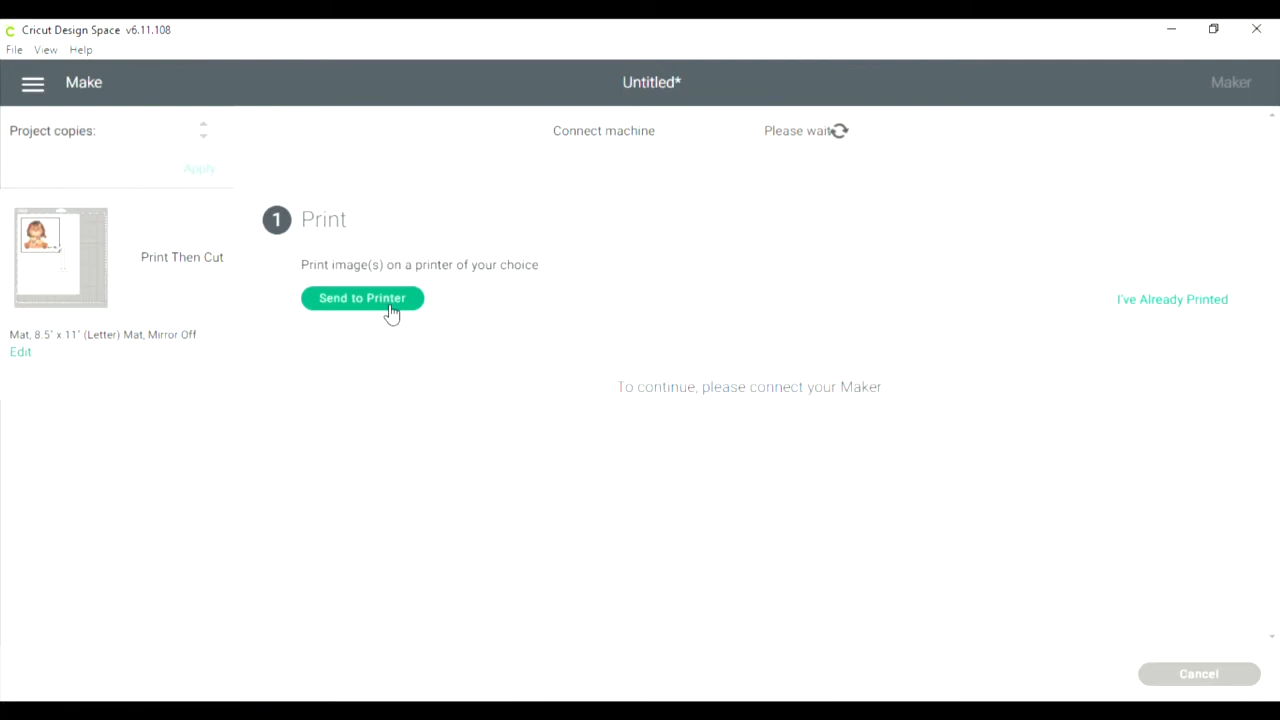 Cricut Design Space v6.11.108
File View Help
Make
Untitled*
Maker
Project copies:
Connect machine
Please wait
Apply
1 Print
Print Then Cut
Print image(s) on a printer of your choice
Send to Printer
I've Already Printed
Mat, 8.5" x 11" (Letter) Mat, Mirror Off
Edit
To continue, please connect your Maker
Cancel